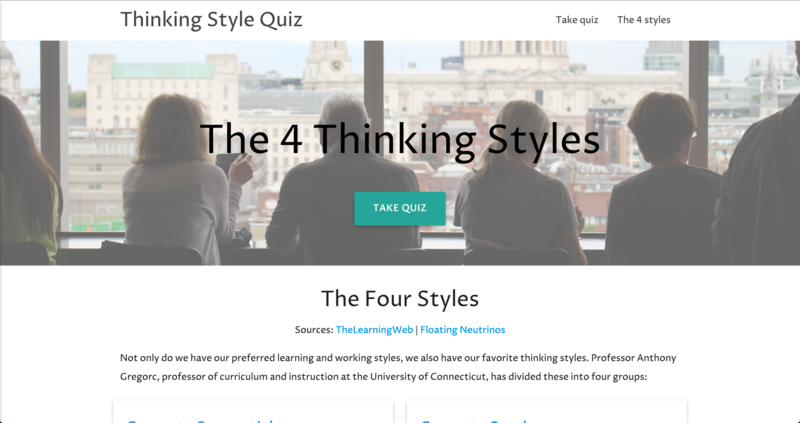 Thinking Style Quiz
Take quiz The 4 styles
The 4 Thinking Styles
TAKE QUIZ
The Four Styles
Sources: TheLearningWeb | Floating Neutrinos
Not only do we have our preferred learning and working styles, we also have our favorite thinking styles. Professor Anthony
Gregorc, professor of curriculum and instruction at the University of Connecticut, has divided these into four groups: